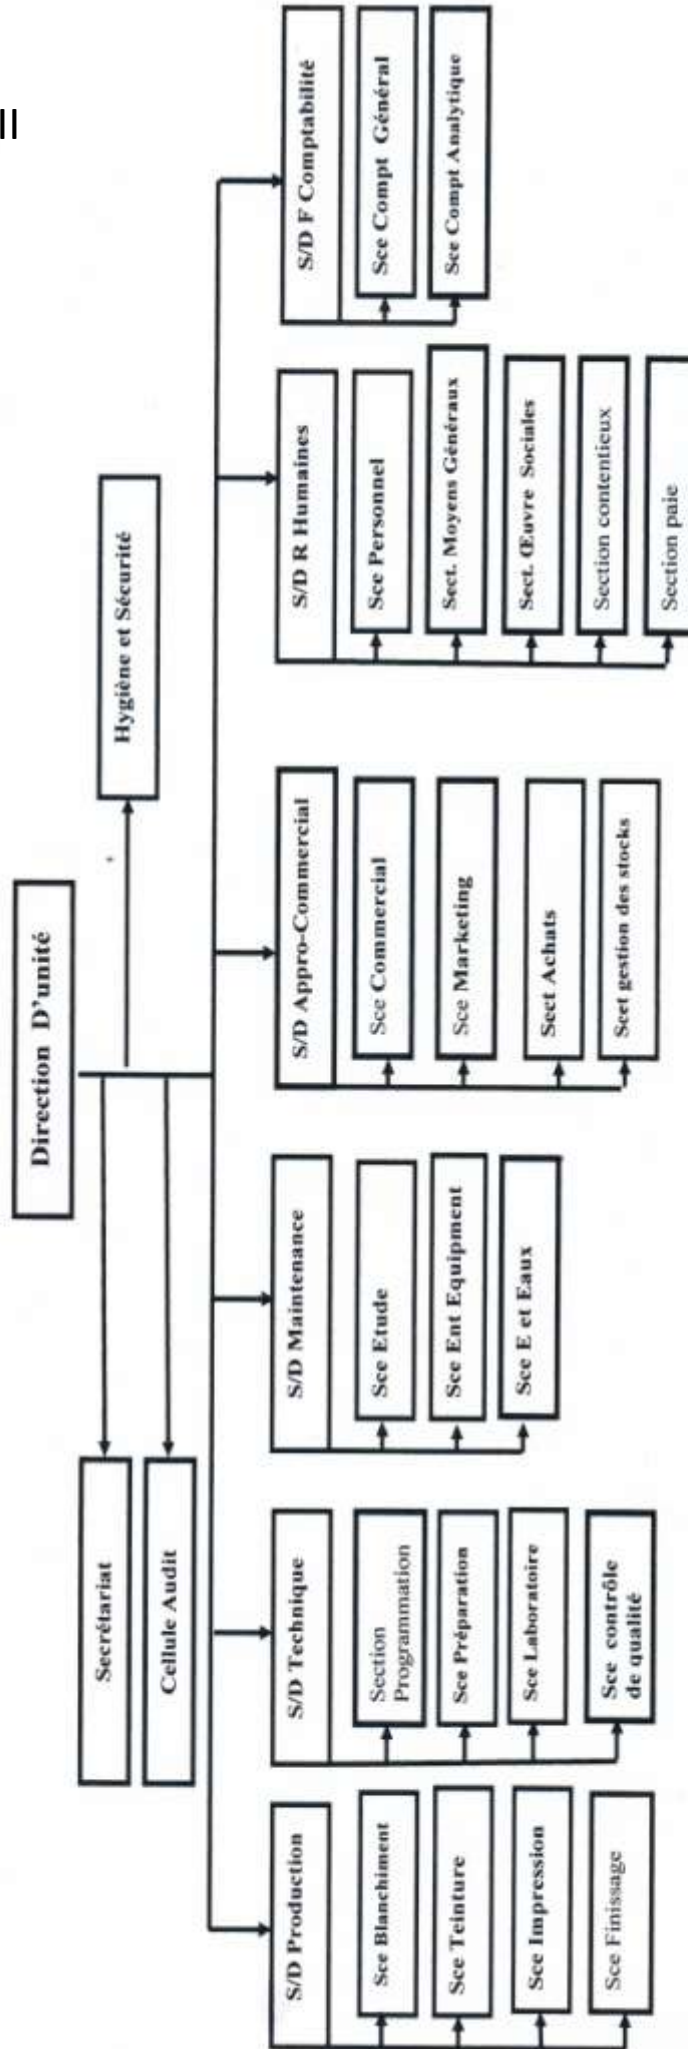 II
Direction D'unité
Secrétariat
Hygiène et Sécurité
Cellule Audit
S/D Production
Sce Blanchiment
Sce Teinture
Sce Impression
Sce Finissage
S/D Technique
Section
Programmation
Sce Préparation
Sce Laboratoire
Sce contrôle
de qualité
S/D Maintenance
Sce Etude
Sce Ent Equipment
Sce E et Eaux
S/D Appro-Commercial
Sce Commercial
Sce Marketing
Sect Achats
Scet gestion des stocks
S/D R Humaines
Sce Personnel
Sect. Moyens Généraux
Sect. Œuvre Sociales
Section contentieux
Section paie
S/D F Comptabilité
Sce Compt Général
Sce Compt Analytique